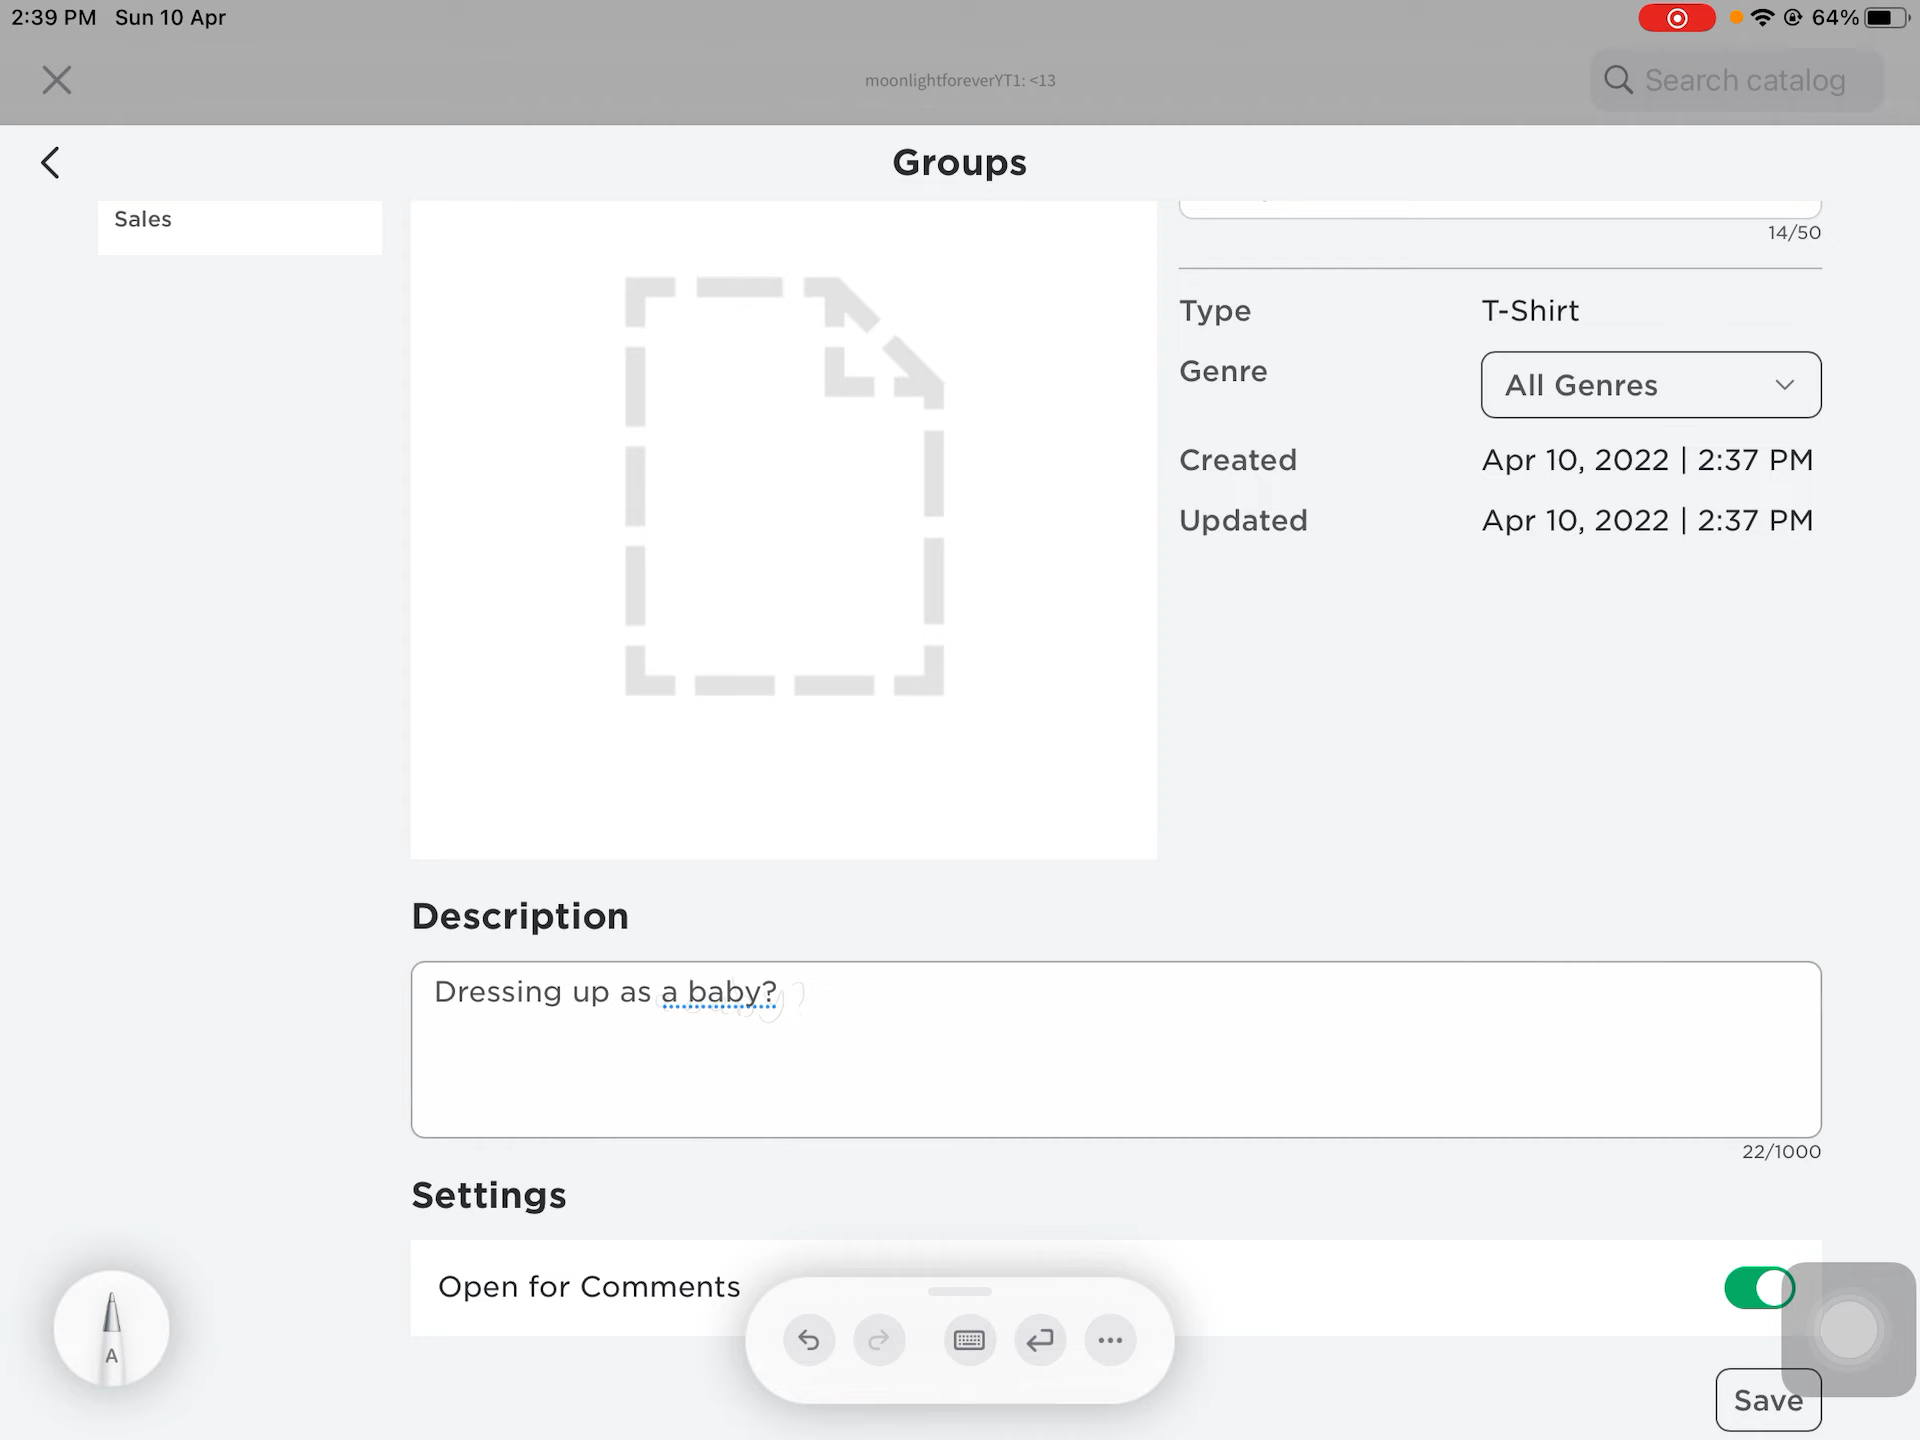 2:39 PM Sun 10 Apr
64%
moonlightforeverYT1: <13
Search catalog
Groups
Sales
14/50
Type T-Shirt
Genre All Genres
Created Apr 10, 2022 | 2:37 PM
Updated Apr 10, 2022 | 2:37 PM
Description
Dressing up as a baby?
22/1000
Settings
Open for Comments
A
Save